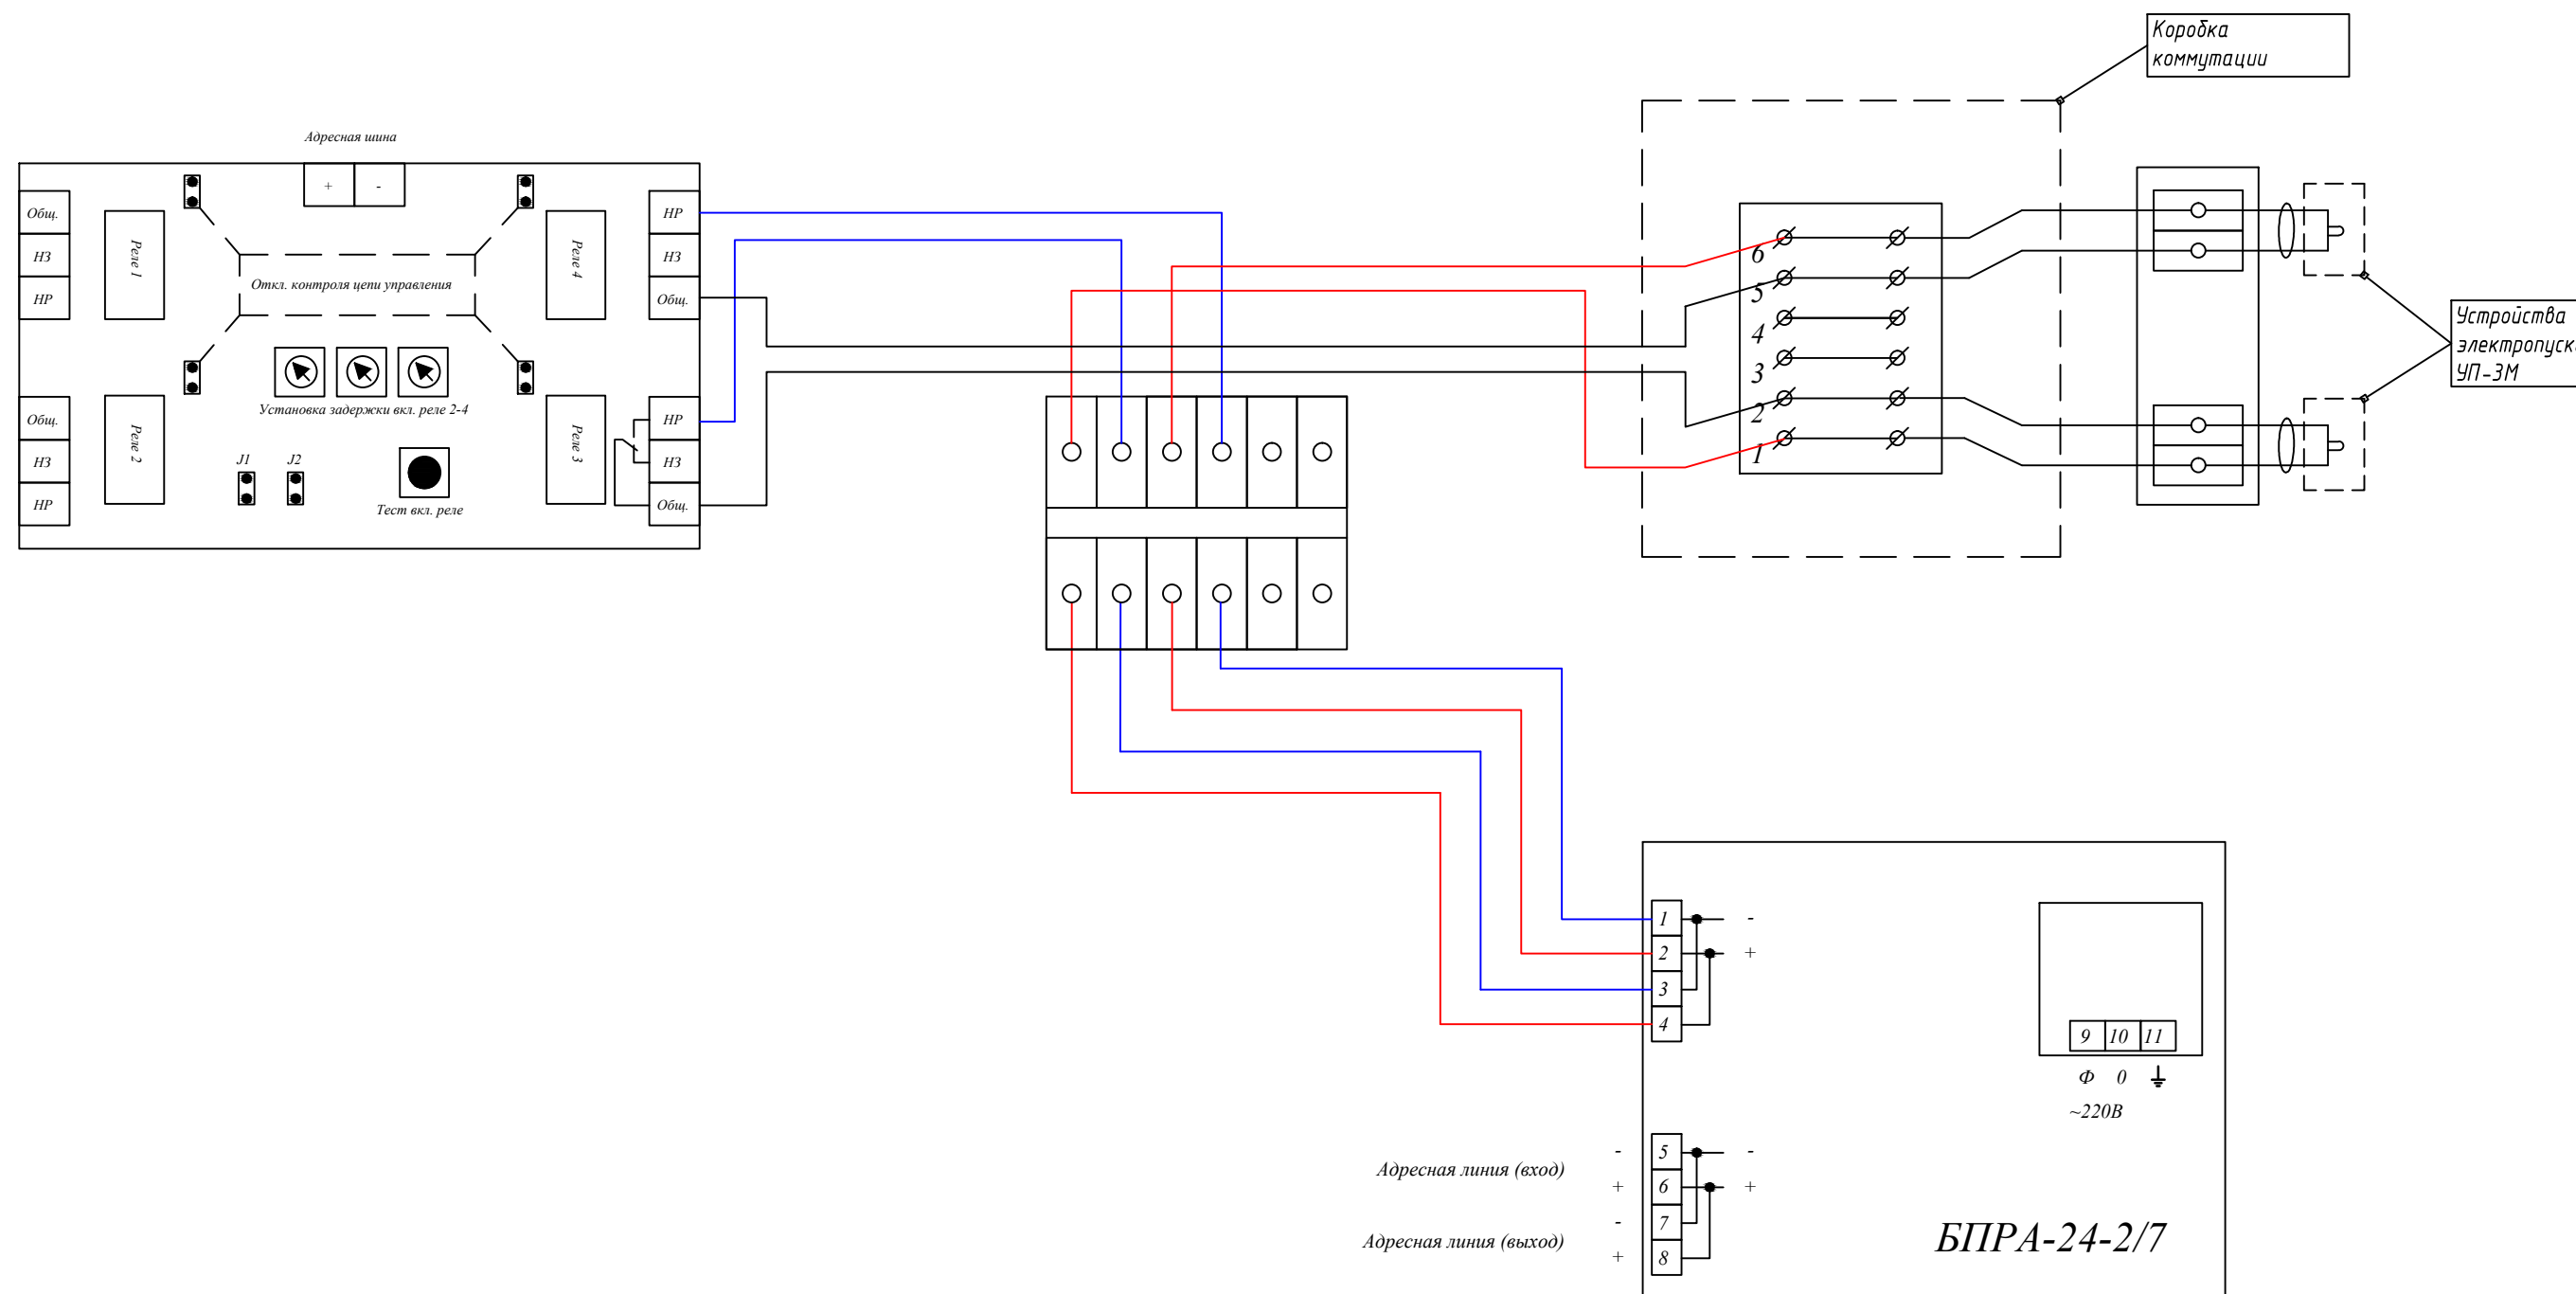 Коробка
коммутации
Адресная шина
+ -
Общ.
НЗ
НР
Реле 1
Реле 4
НР
НЗ
Общ.
Откл. контроля цепи управления
Установка задержки вкл. реле 2-4
Общ.
НЗ
НР
Реле 2
J1 J2
Тест вкл. реле
Реле 3
НР
НЗ
Общ.
6
5
4
3
2
1
Устройства
УП-3М
1 -
2 +
3
4
9 10 11
Ф 0
~220В
Адресная линия (вход)
- 5 -
+ 6 +
Адресная линия (выход)
- 7
+ 8
БПРА-24-2/7